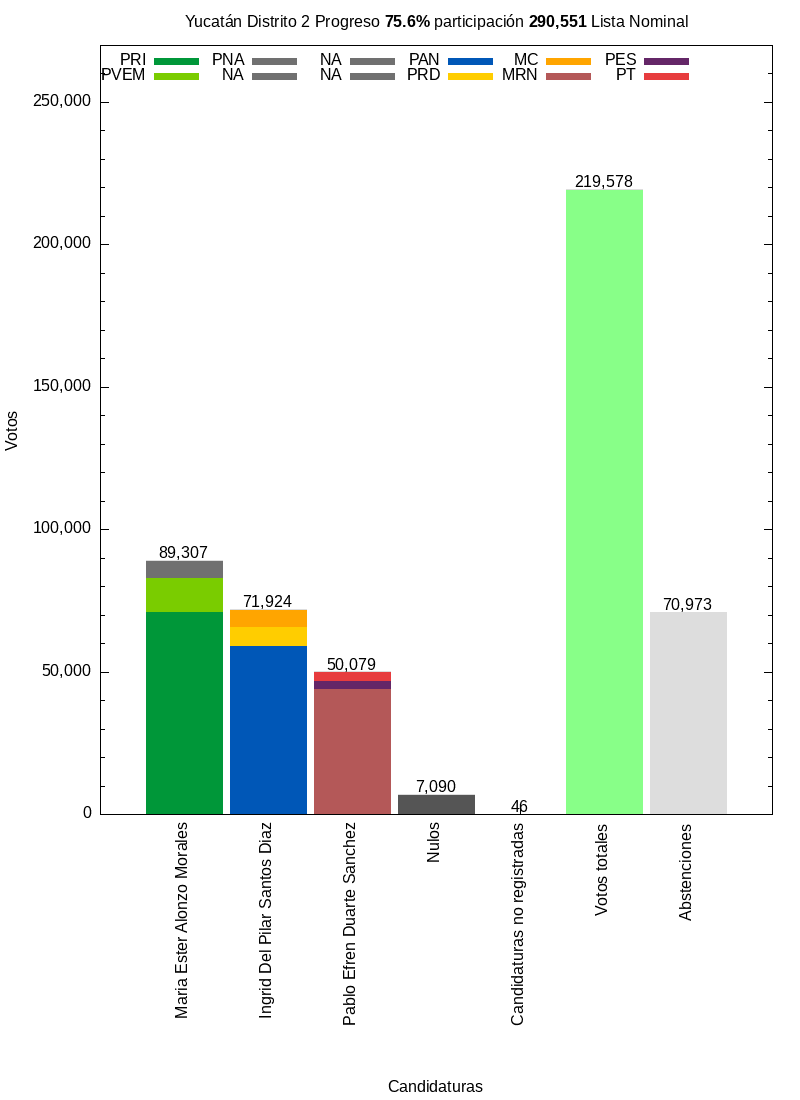 Yucatán Distrito 2 Progreso 75.6% participación 290,551 Lista Nominal
PRI PNA NA PAN MC PES
PVEM NA NA PRD MRN PT
250,000
200,000
150,000
100,000
50,000
0
Votos
89,307
71,924
50,079
7,090
46
219,578
70,973
Maria Ester Alonzo Morales
Ingrid Del Pilar Santos Diaz
Pablo Efren Duarte Sanchez
Nulos
Candidaturas no registradas
Votos totales
Abstenciones
Candidaturas